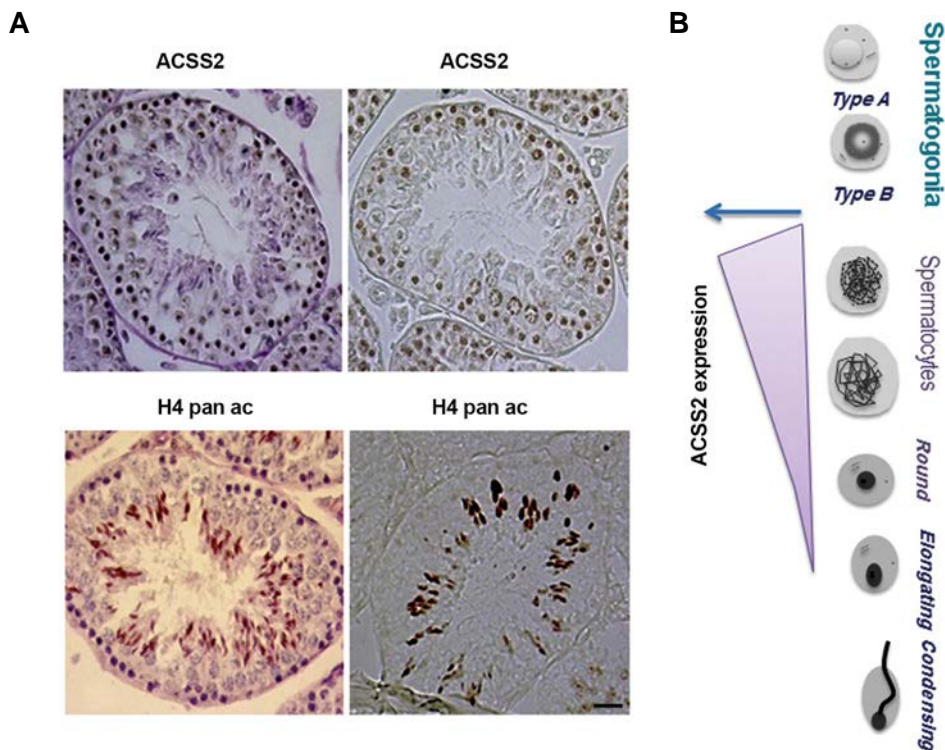 A
ACSS2
ACSS2
H4 pan ac
H4 pan ac
B
Type A
Type B
Spermatogonia
ACSS2 expression
Spermatocytes
Round
Elongating
Condensing